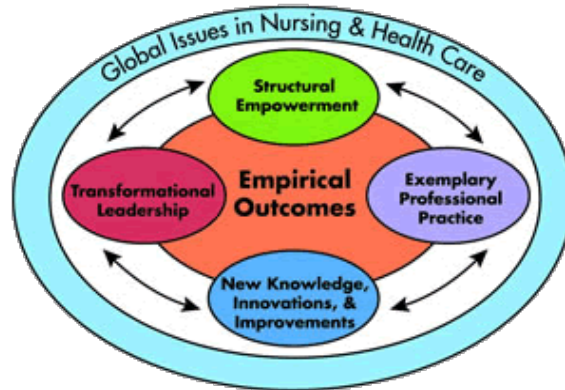 Global Issues in Nursing & Health Care
Structural
Empowerment
Transformational
Leadership
Empirical
Outcomes
Exemplary
Professional
Practice
New Knowledge,
Innovations, &
Improvements